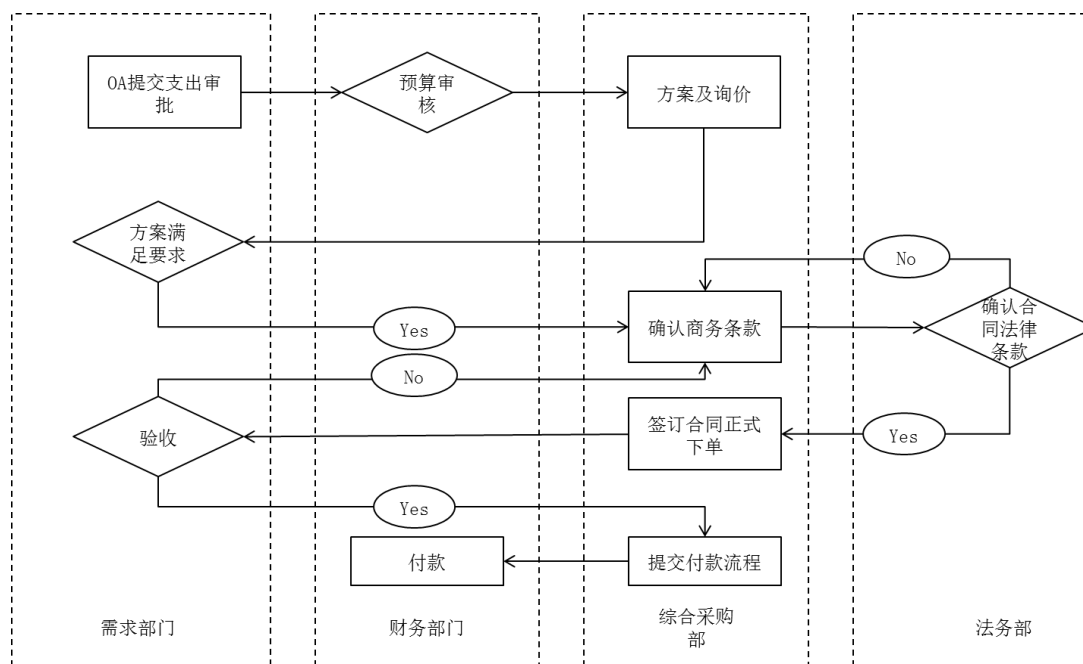 OA提交支出审
批
预算审
核
方案及询价
方案满
足要求
No
Yes
确认商务条款
确认合
同法律
条款
No
验收
签订合同正式
下单
Yes
Yes
付款
提交付款流程
需求部门
财务部门
综合采购
部
法务部